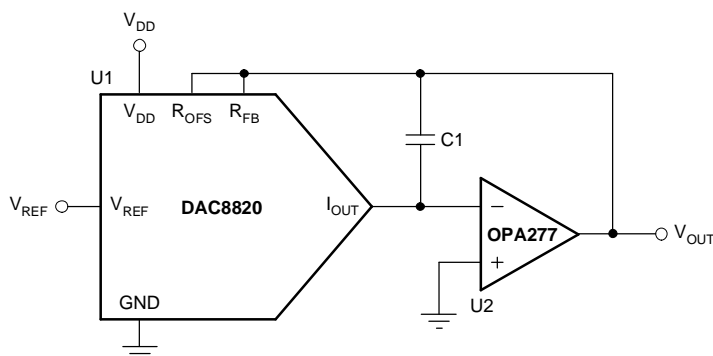 V_DD
U1
V_DD R_OFS R_FB
C1
V_REF V_REF DAC8820 I_OUT
−
OPA277 V_OUT
+
GND
U2